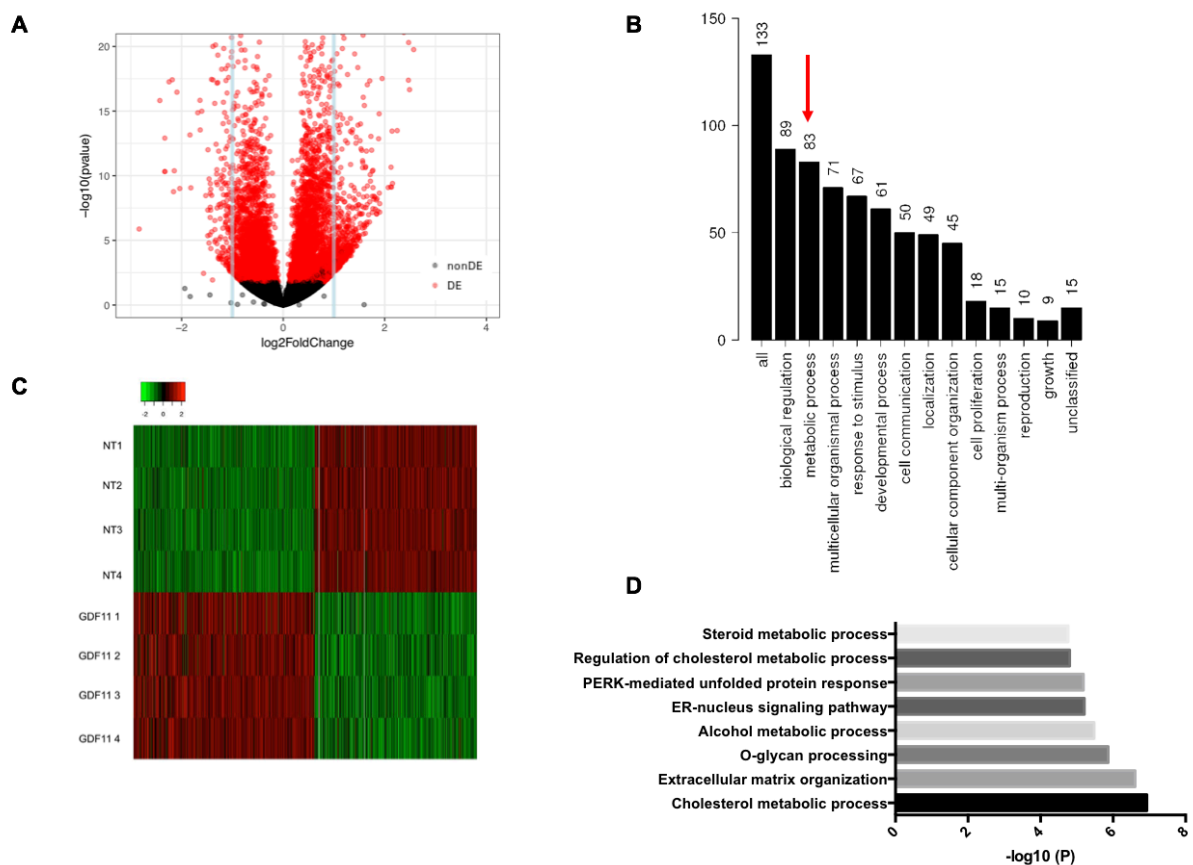 A
20
15
10
5
0
−log10(pvalue)
−2
0
2
4
log2FoldChange
nonDE
DE
B
150
100
50
0
133
89
83
71
67
61
50
49
45
18
15
10
9
15
all
biological regulation
metabolic process
multicellular organismal process
response to stimulus
developmental process
cell communication
localization
cellular component organization
cell proliferation
multi-organism process
reproduction
growth
unclassified
C
-2 0 2
NT1
NT2
NT3
NT4
GDF11 1
GDF11 2
GDF11 3
GDF11 4
D
Steroid metabolic process
Regulation of cholesterol metabolic process
PERK-mediated unfolded protein response
ER-nucleus signaling pathway
Alcohol metabolic process
O-glycan processing
Extracellular matrix organization
Cholesterol metabolic process
0
2
4
6
8
-log10 (P)